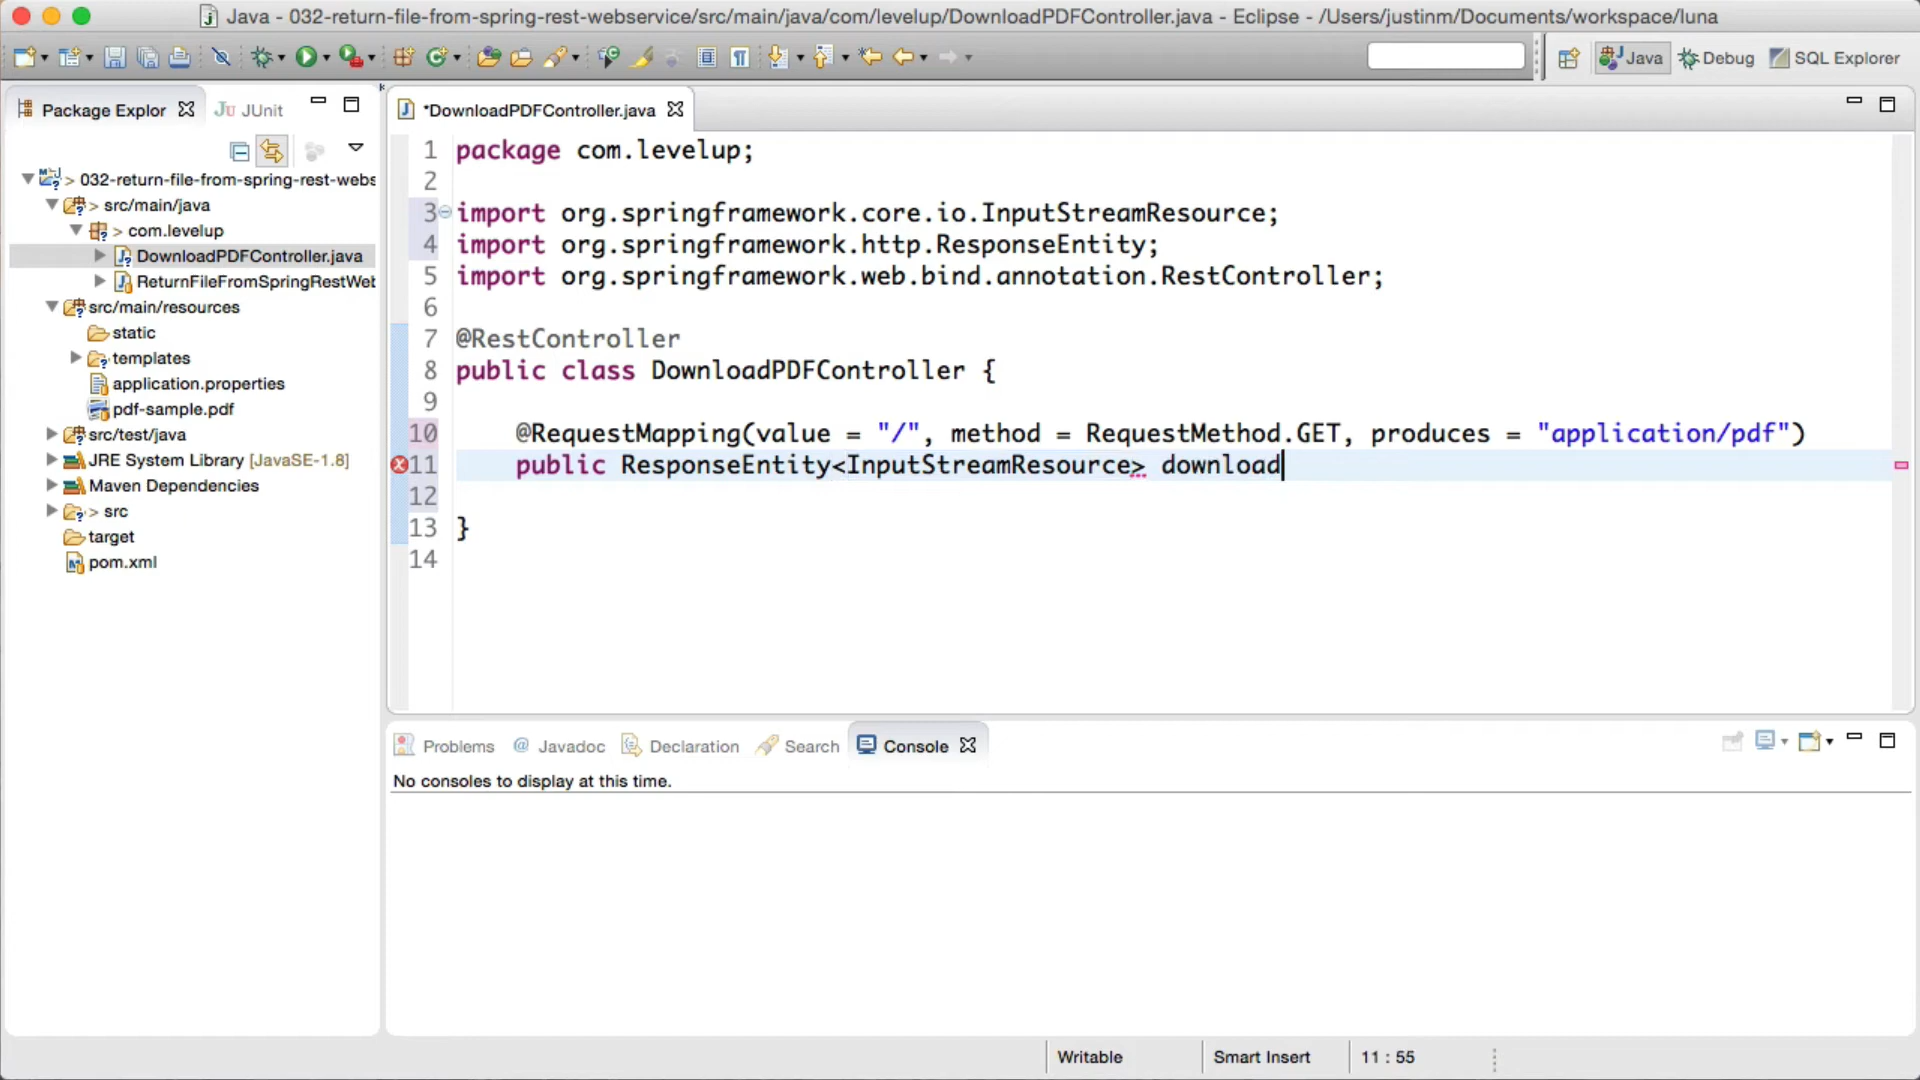 Java - 032-return-file-from-spring-rest-webservice/src/main/java/com/levelup/DownloadPDFController.java - Eclipse - /Users/justinm/Documents/workspace/luna
Java
Debug
SQL Explorer
Package Explor
JUnit
> 032-return-file-from-spring-rest-webs
> src/main/java
> com.levelup
DownloadPDFController.java
ReturnFileFromSpringRestWeb
src/main/resources
static
templates
application.properties
pdf-sample.pdf
src/test/java
JRE System Library [JavaSE-1.8]
Maven Dependencies
> src
target
pom.xml
*DownloadPDFController.java
1 package com.levelup;
2
3 import org.springframework.core.io.InputStreamResource;
4 import org.springframework.http.ResponseEntity;
5 import org.springframework.web.bind.annotation.RestController;
6
7 @RestController
8 public class DownloadPDFController {
9
10 @RequestMapping(value = "/", method = RequestMethod.GET, produces = "application/pdf")
11 public ResponseEntity<InputStreamResource> download
12
13 }
14
Problems
@ Javadoc
Declaration
Search
Console
No consoles to display at this time.
Writable
Smart Insert
11 : 55